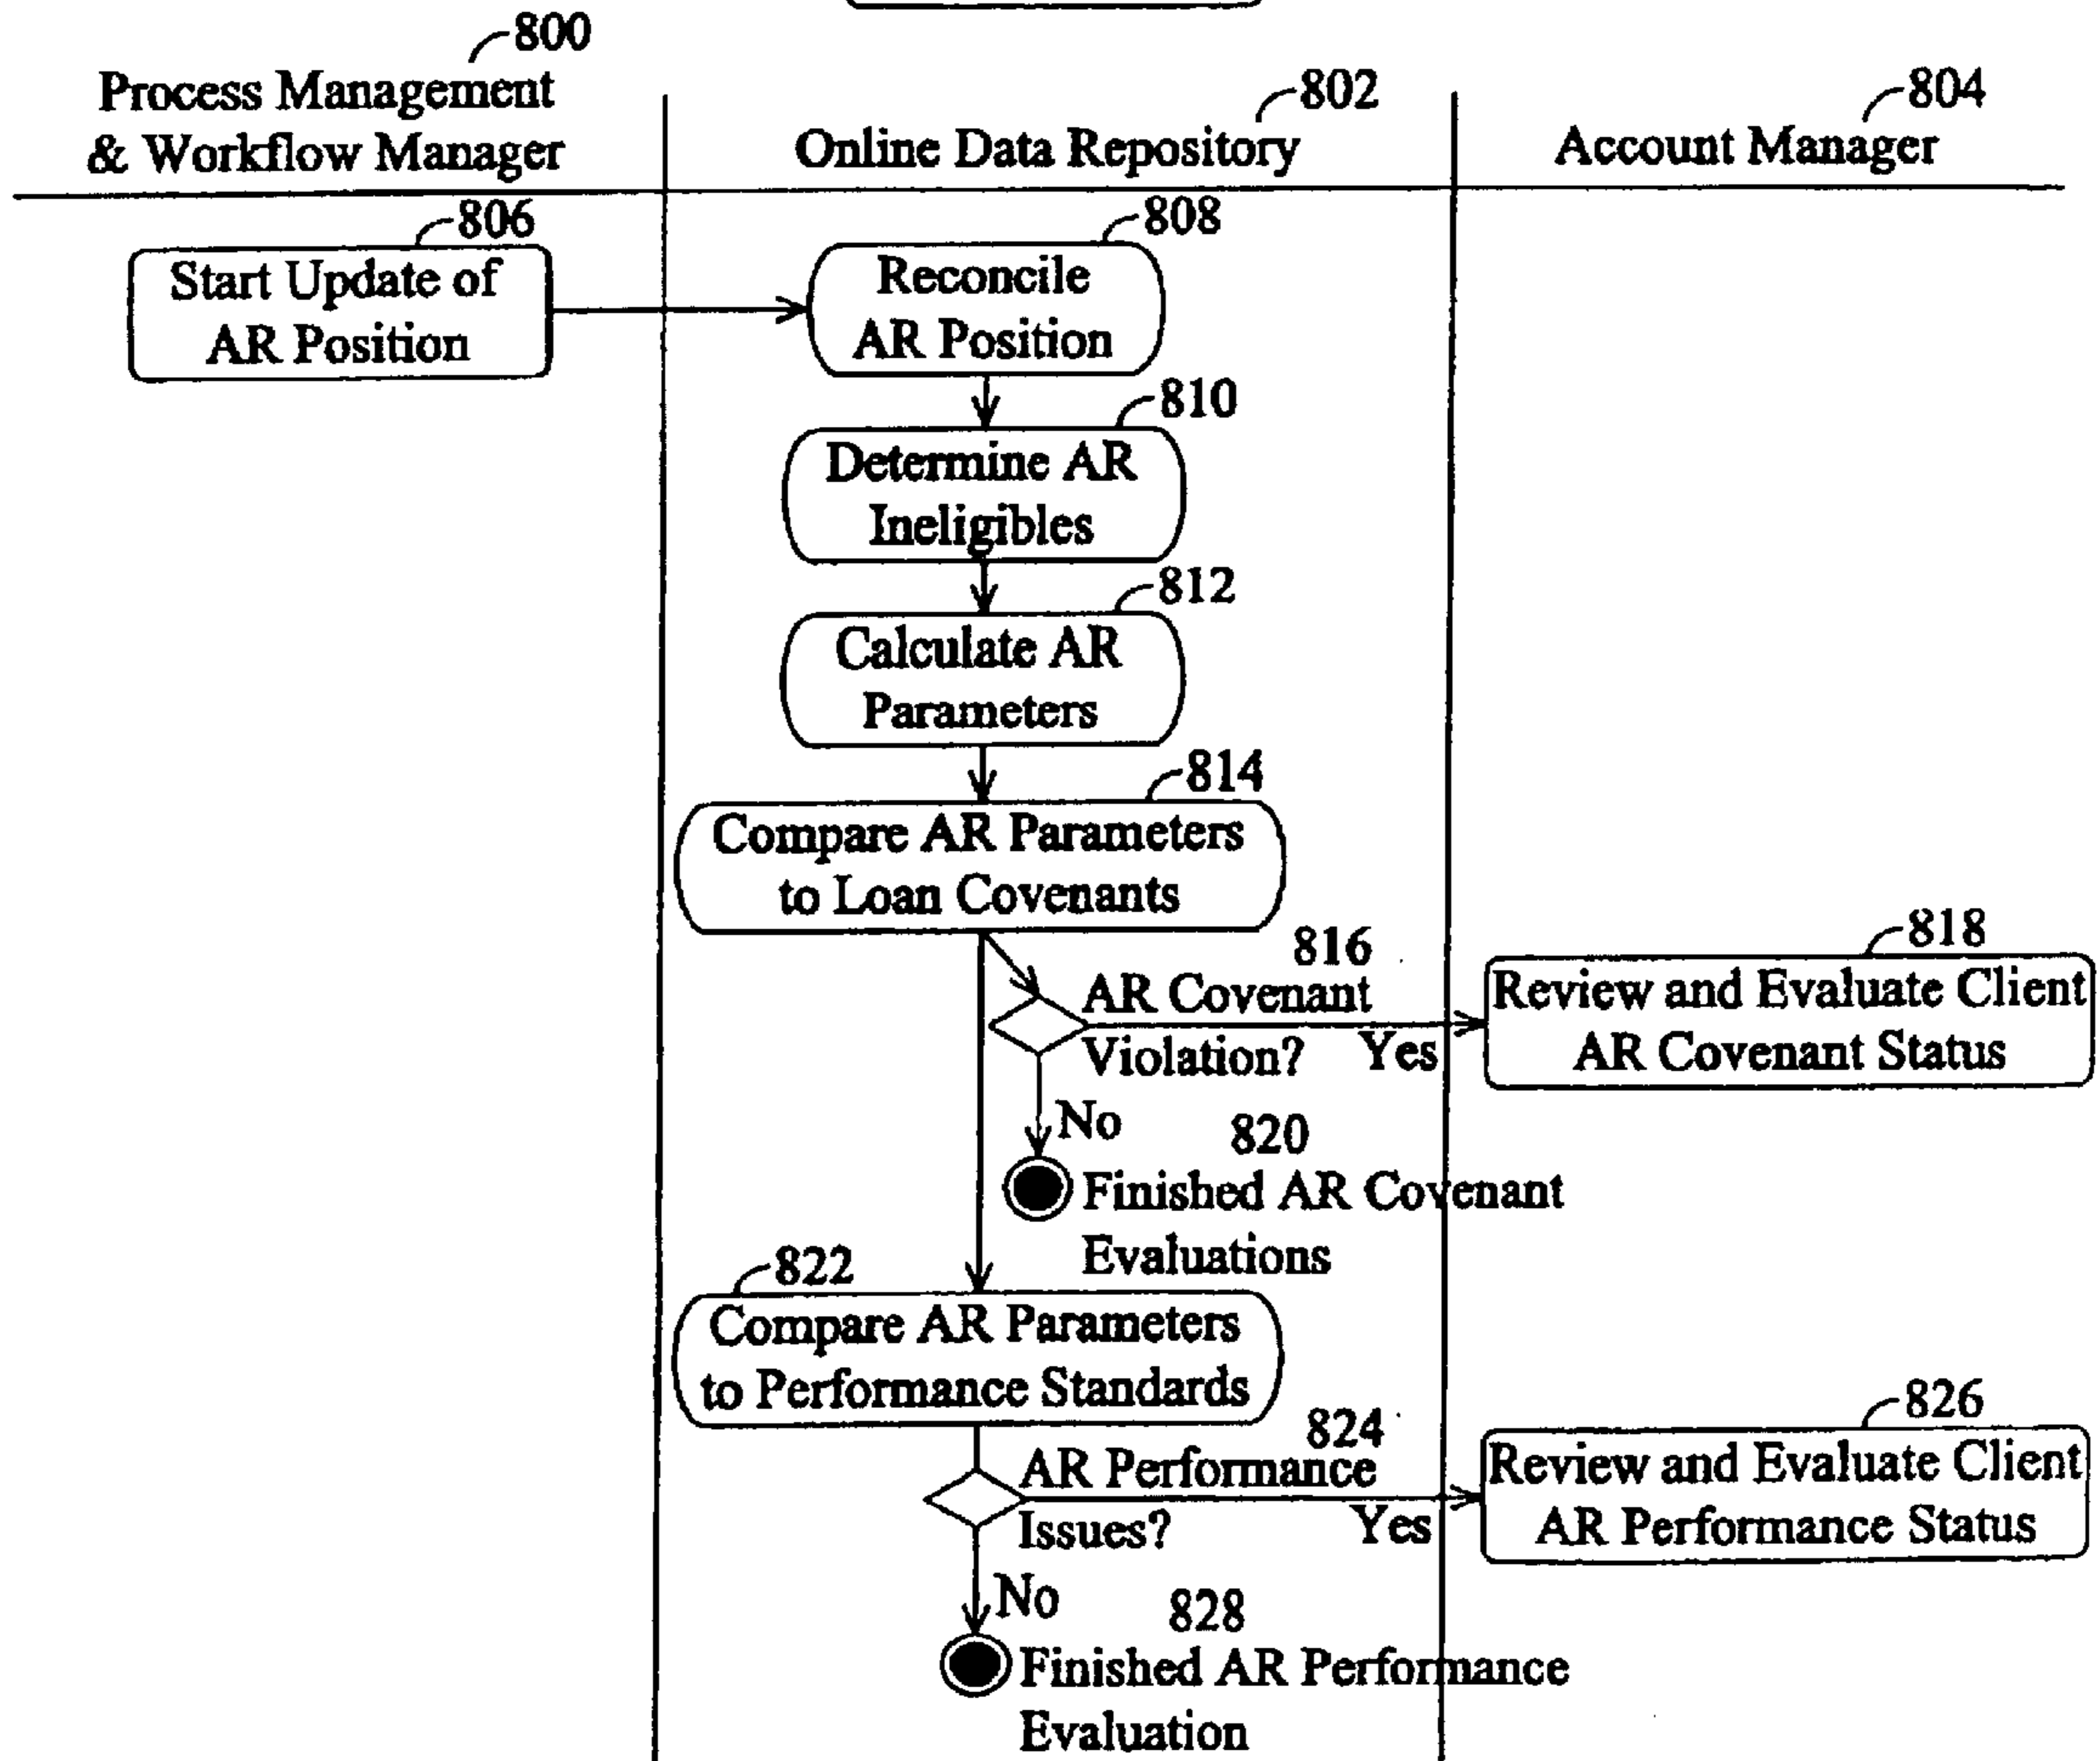 800
Process Management
& Workflow Manager
802
Online Data Repository
804
Account Manager
806
Start Update of
AR Position
808
Reconcile
AR Position
810
Determine AR
Ineligibles
812
Calculate AR
Parameters
814
Compare AR Parameters
to Loan Covenants
816
AR Covenant
Violation?
Yes
818
Review and Evaluate Client
AR Covenant Status
No
820
Finished AR Covenant
Evaluations
822
Compare AR Parameters
to Performance Standards
824
AR Performance
Issues?
Yes
826
Review and Evaluate Client
AR Performance Status
No
828
Finished AR Performance
Evaluation